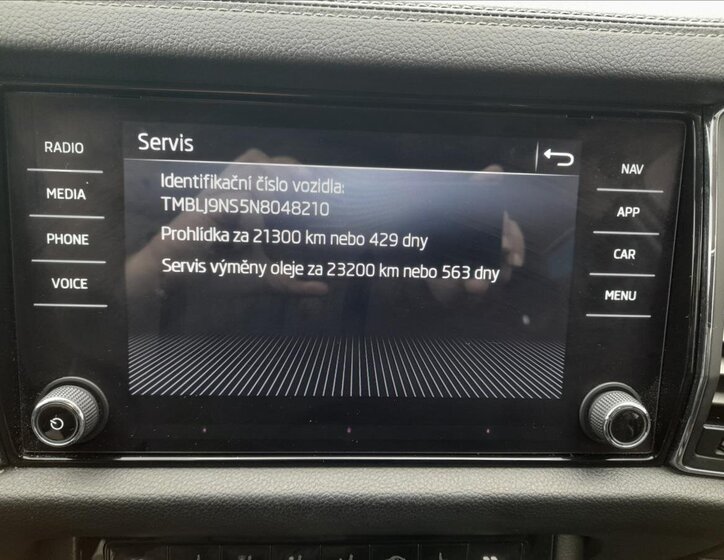 Servis
RADIO
MEDIA
PHONE
VOICE
Identifikační číslo vozidla:
TMBLJ9NS5N8048210
Prohlídka za 21300 km nebo 429 dny
Servis výměny oleje za 23200 km nebo 563 dny
NAV
APP
CAR
MENU